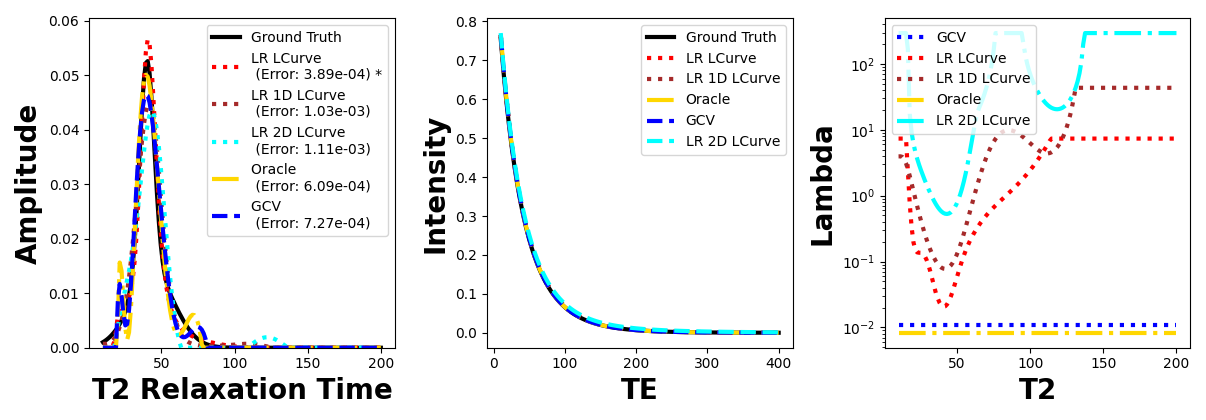 Amplitude
0.06
0.05
0.04
0.03
0.02
0.01
0.00
50
100
150
200
T2 Relaxation Time
Ground Truth
LR LCurve
(Error: 3.89e-04) *
LR 1D LCurve
(Error: 1.03e-03)
LR 2D LCurve
(Error: 1.11e-03)
Oracle
(Error: 6.09e-04)
GCV
(Error: 7.27e-04)
Intensity
0.8
0.7
0.6
0.5
0.4
0.3
0.2
0.1
0.0
0
100
200
300
400
TE
Ground Truth
LR LCurve
LR 1D LCurve
Oracle
GCV
LR 2D LCurve
Lambda
10²
10¹
10⁰
10⁻¹
10⁻²
50
100
150
200
T2
GCV
LR LCurve
LR 1D LCurve
Oracle
LR 2D LCurve